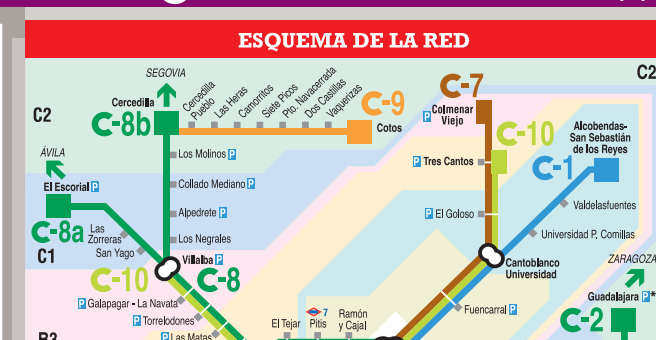 ESQUEMA DE LA RED
SEGOVIA
C2
Cercedilla
C-8b
Cercedilla
Pueblo
Las Heras
Camorritos
Siete Picos
Pto. Navacerrada
Dos Castillas
Vaquerizas
C-9
Cotos
C-7
Colmenar
Viejo
P
C-10
C2
Alcobendas-
San Sebastián
de los Reyes
C-1
ÁVILA
El Escorial P
C-8a
C1
Los Molinos P
Collado Mediano P
Alpedrete P
Los Negrales
Las
Zorreras
San Yago
Villalba P
P Tres Cantos
P El Goloso
Valdelasfuentes
Universidad P. Comillas
Cantoblanco
Universidad
ZARAGOZA
Guadalajara P*
C-2
C-10
C-8
P Galapagar - La Navata
P Torrelodones
P Las Matas
B3
El Tejar
7
Pitis
Ramón
y Cajal
Fuencarral P